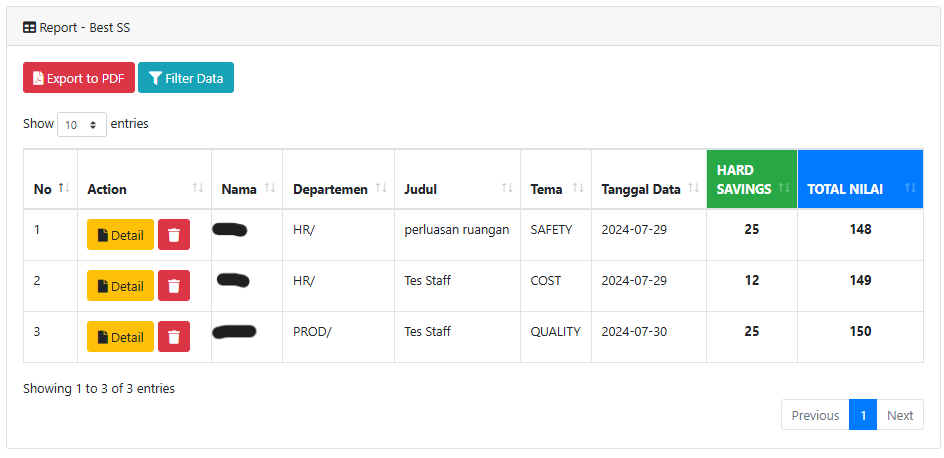 Report - Best SS
Export to PDF Filter Data
Show 10 entries
No Action Nama Departemen Judul Tema Tanggal Data HARD SAVINGS TOTAL NILAI
1 Detail HR/ perluasan ruangan SAFETY 2024-07-29 25 148
2 Detail HR/ Tes Staff COST 2024-07-29 12 149
3 Detail PROD/ Tes Staff QUALITY 2024-07-30 25 150
Showing 1 to 3 of 3 entries
Previous 1 Next